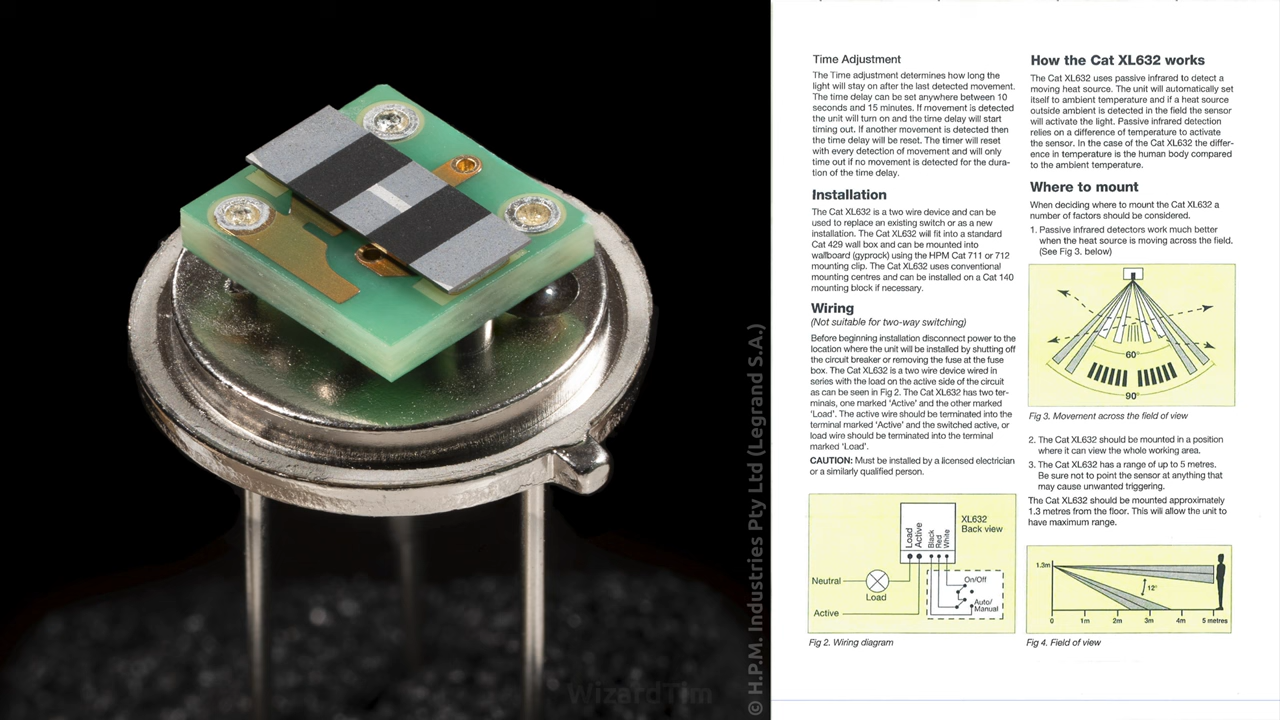 © H.P.M. Industries Pty Ltd (Legrand S.A.)
WizardTim
Time Adjustment
The Time adjustment determines how long the
light will stay on after the last detected movement.
The time delay can be set anywhere between 10
seconds and 15 minutes. If movement is detected
the unit will turn on and the time delay will start
timing out. If another movement is detected then
the time delay will be reset. The timer will reset
with every detection of movement and will only
time out if no movement is detected for the dura-
tion of the time delay.
Installation
The Cat XL632 is a two wire device and can be
used to replace an existing switch or as a new
installation. The Cat XL632 will fit into a standard
Cat 429 wall box and can be mounted into
wallboard (gyprock) using the HPM Cat 711 or 712
mounting clip. The Cat XL632 uses conventional
mounting centres and can be installed on a Cat 140
mounting block if necessary.
Wiring
(Not suitable for two-way switching)
Before beginning installation disconnect power to the
location where the unit will be installed by shutting off
the circuit breaker or removing the fuse at the fuse
box. The Cat XL632 is a two wire device wired in
series with the load on the active side of the circuit
as can be seen in Fig 2. The Cat XL632 has two ter-
minals, one marked ‘Active’ and the other marked
‘Load’. The active wire should be terminated into the
terminal marked ‘Active’ and the switched active, or
load wire should be terminated into the terminal
marked ‘Load’.
CAUTION: Must be installed by a licensed electrician
or a similarly qualified person.
Load
Active
Black
Red
White
XL632
Back view
Neutral
Load
Active
On/Off
Auto/
Manual
Fig 2. Wiring diagram
How the Cat XL632 works
The Cat XL632 uses passive infrared to detect a
moving heat source. The unit will automatically set
itself to ambient temperature and if a heat source
outside ambient is detected in the field the sensor
will activate the light. Passive infrared detection
relies on a difference of temperature to activate
the sensor. In the case of the Cat XL632 the differ-
ence in temperature is the human body compared
to the ambient temperature.
Where to mount
When deciding where to mount the Cat XL632 a
number of factors should be considered.
1. Passive infrared detectors work much better
when the heat source is moving across the field.
(See Fig 3. below)
60°
90°
Fig 3. Movement across the field of view
2. The Cat XL632 should be mounted in a position
where it can view the whole working area.
3. The Cat XL632 has a range of up to 5 metres.
Be sure not to point the sensor at anything that
may cause unwanted triggering.
The Cat XL632 should be mounted approximately
1.3 metres from the floor. This will allow the unit to
have maximum range.
1.3m
12°
0 1m 2m 3m 4m 5 metres
Fig 4. Field of view